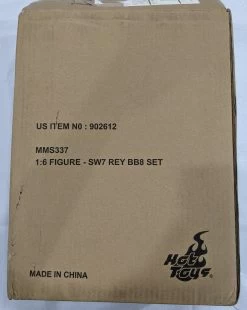 US ITEM N0 : 902612
MMS337
1:6 FIGURE - SW7 REY BB8 SET
Hot
Toys
MADE IN CHINA